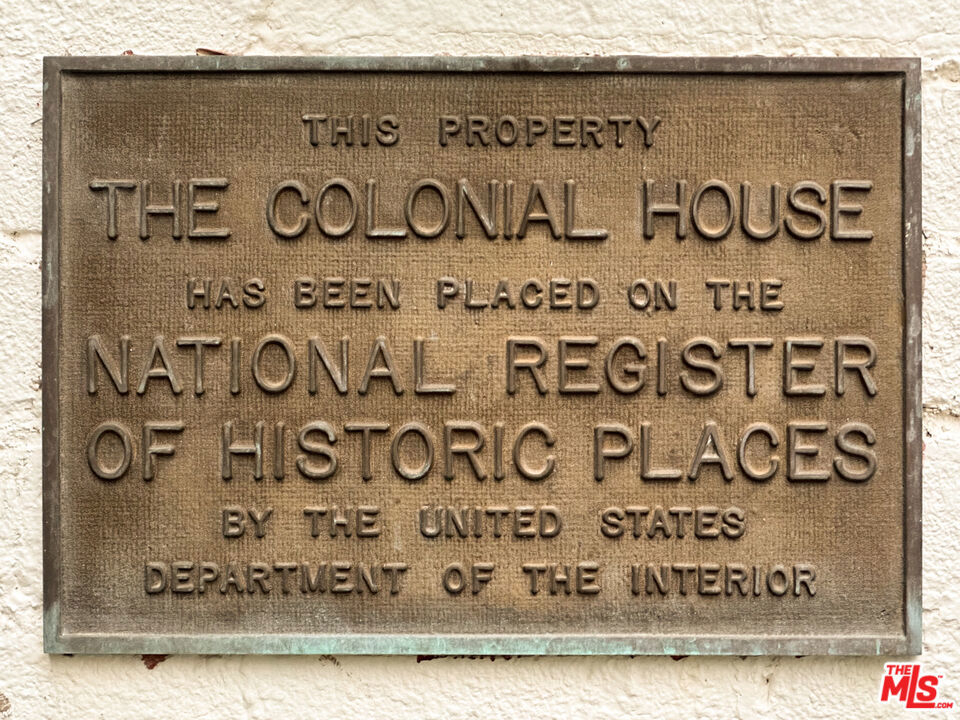 THIS PROPERTY
THE COLONIAL HOUSE
HAS BEEN PLACED ON THE
NATIONAL REGISTER
OF HISTORIC PLACES
BY THE UNITED STATES
DEPARTMENT OF THE INTERIOR
THE
MLS™
.COM